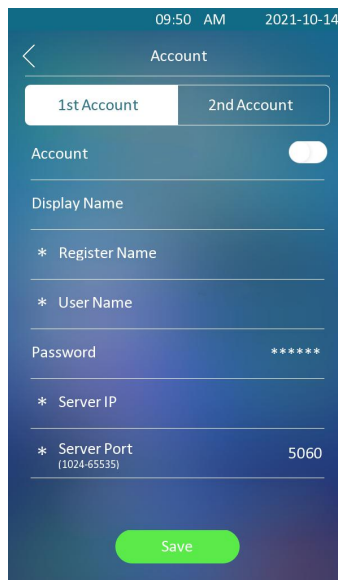 09:50 AM 2021-10-14
Account
1st Account 2nd Account
Account
Display Name
* Register Name
* User Name
Password ******
* Server IP
* Server Port 5060
(1024-65535)
Save